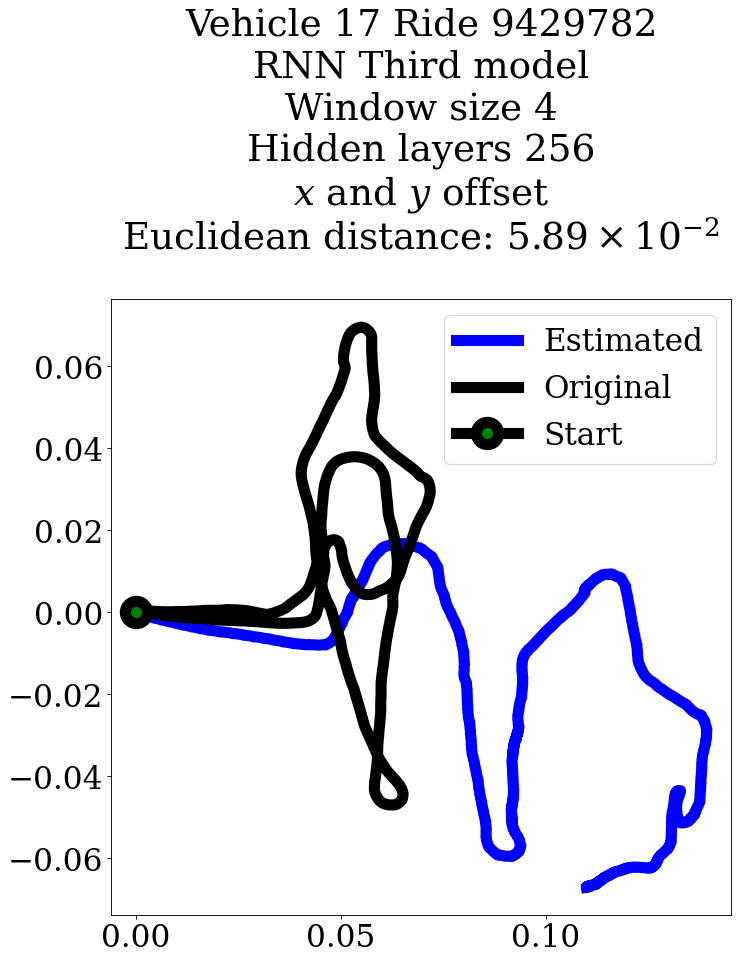 Vehicle 17 Ride 9429782
RNN Third model
Window size 4
Hidden layers 256
x and y offset
Euclidean distance: 5.89 × 10⁻²
Estimated
Original
Start
0.06
0.04
0.02
0.00
−0.02
−0.04
−0.06
0.00 0.05 0.10